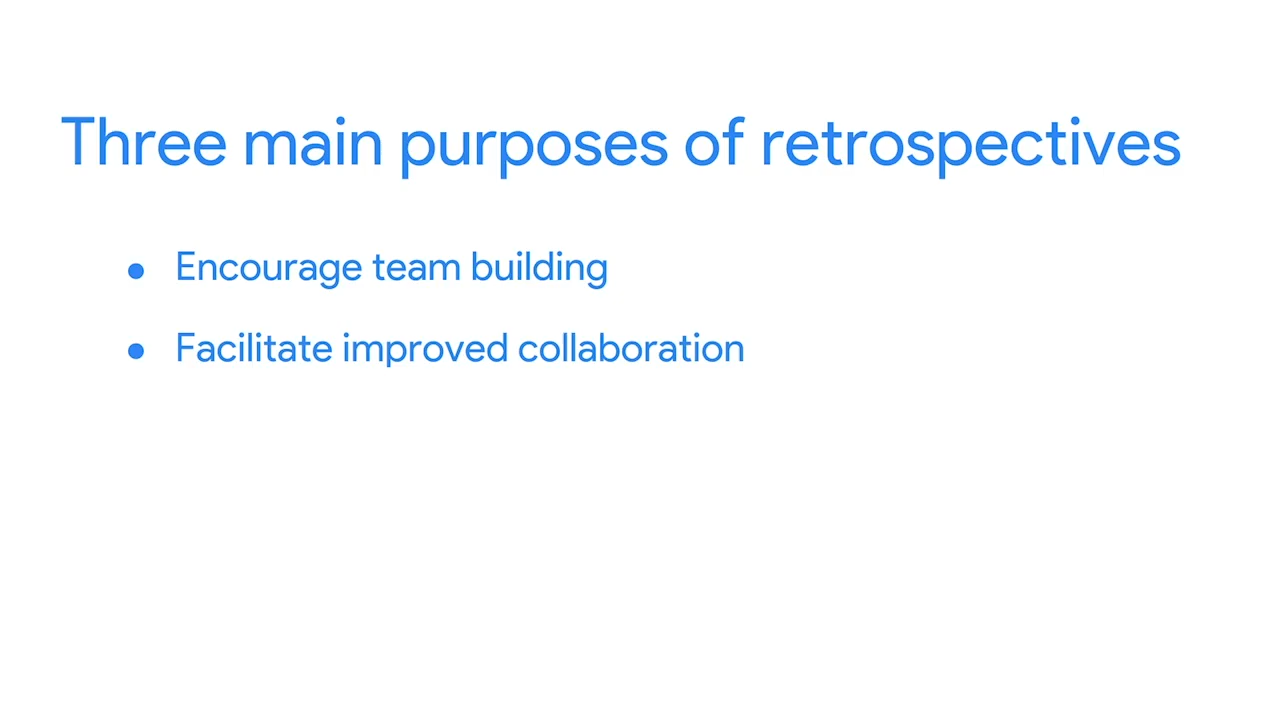 Three main purposes of retrospectives
● Encourage team building
● Facilitate improved collaboration